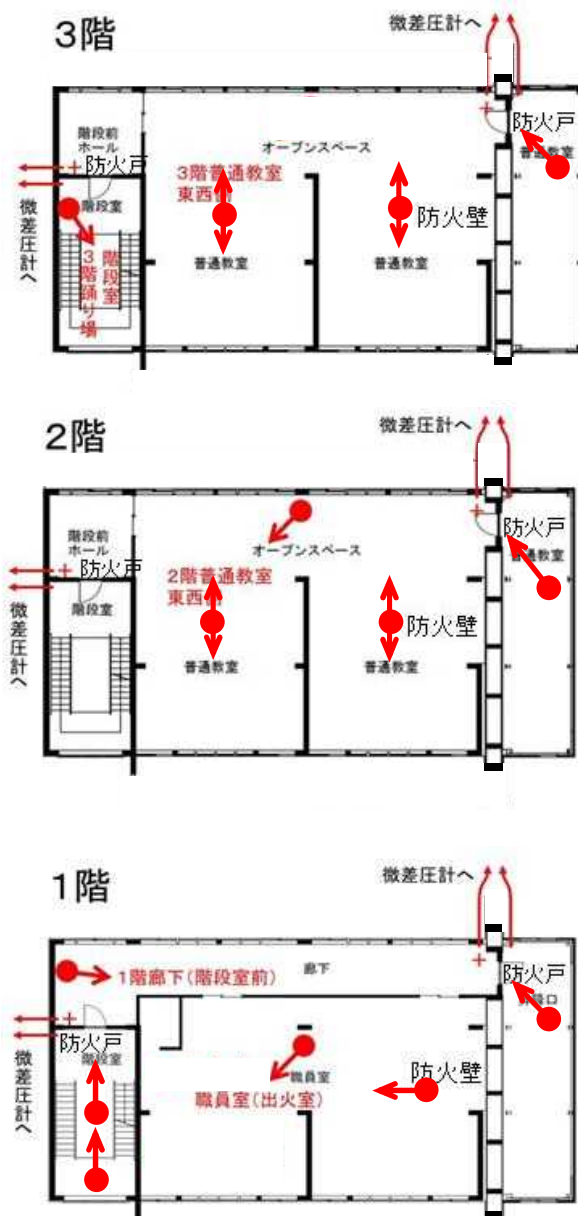 3階
微差圧計へ
階段前
ホール
防火戸
オープンスペース
防火戸
普通教室
3階普通教室
東西側
微差圧計へ
階段室
防火壁
階段室
3階踊り場
普通教室
普通教室
2階
微差圧計へ
階段前
ホール
防火戸
オープンスペース
防火戸
普通教室
2階普通教室
東西側
微差圧計へ
階段室
防火壁
普通教室
普通教室
1階
微差圧計へ
1階廊下(階段室前)
廊下
防火戸
昇降口
微差圧計へ
防火戸
階段室
防火壁
職員室
職員室(出火室)